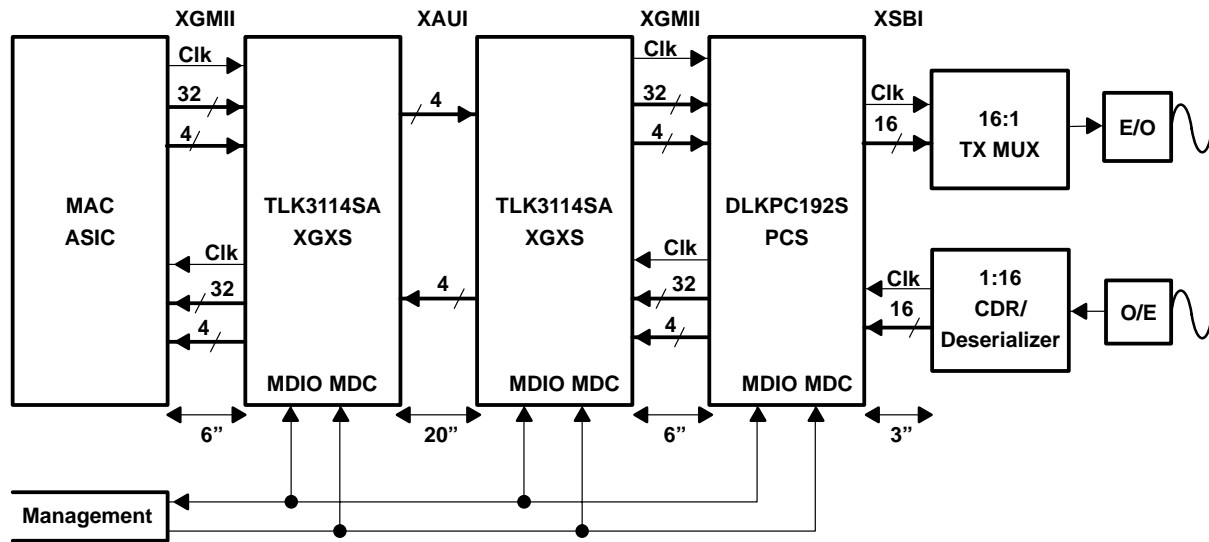 XGMII XAUI XGMII XSBI
Clk
32
4
MAC
ASIC
Clk
32
4
TLK3114SA
XGXS
MDIO MDC
4
4
TLK3114SA
XGXS
MDIO MDC
Clk
32
4
Clk
32
4
DLKPC192S
PCS
MDIO MDC
Clk
16
16:1
TX MUX
E/O
Clk
16
1:16
CDR/
Deserializer
O/E
6” 20” 6” 3”
Management